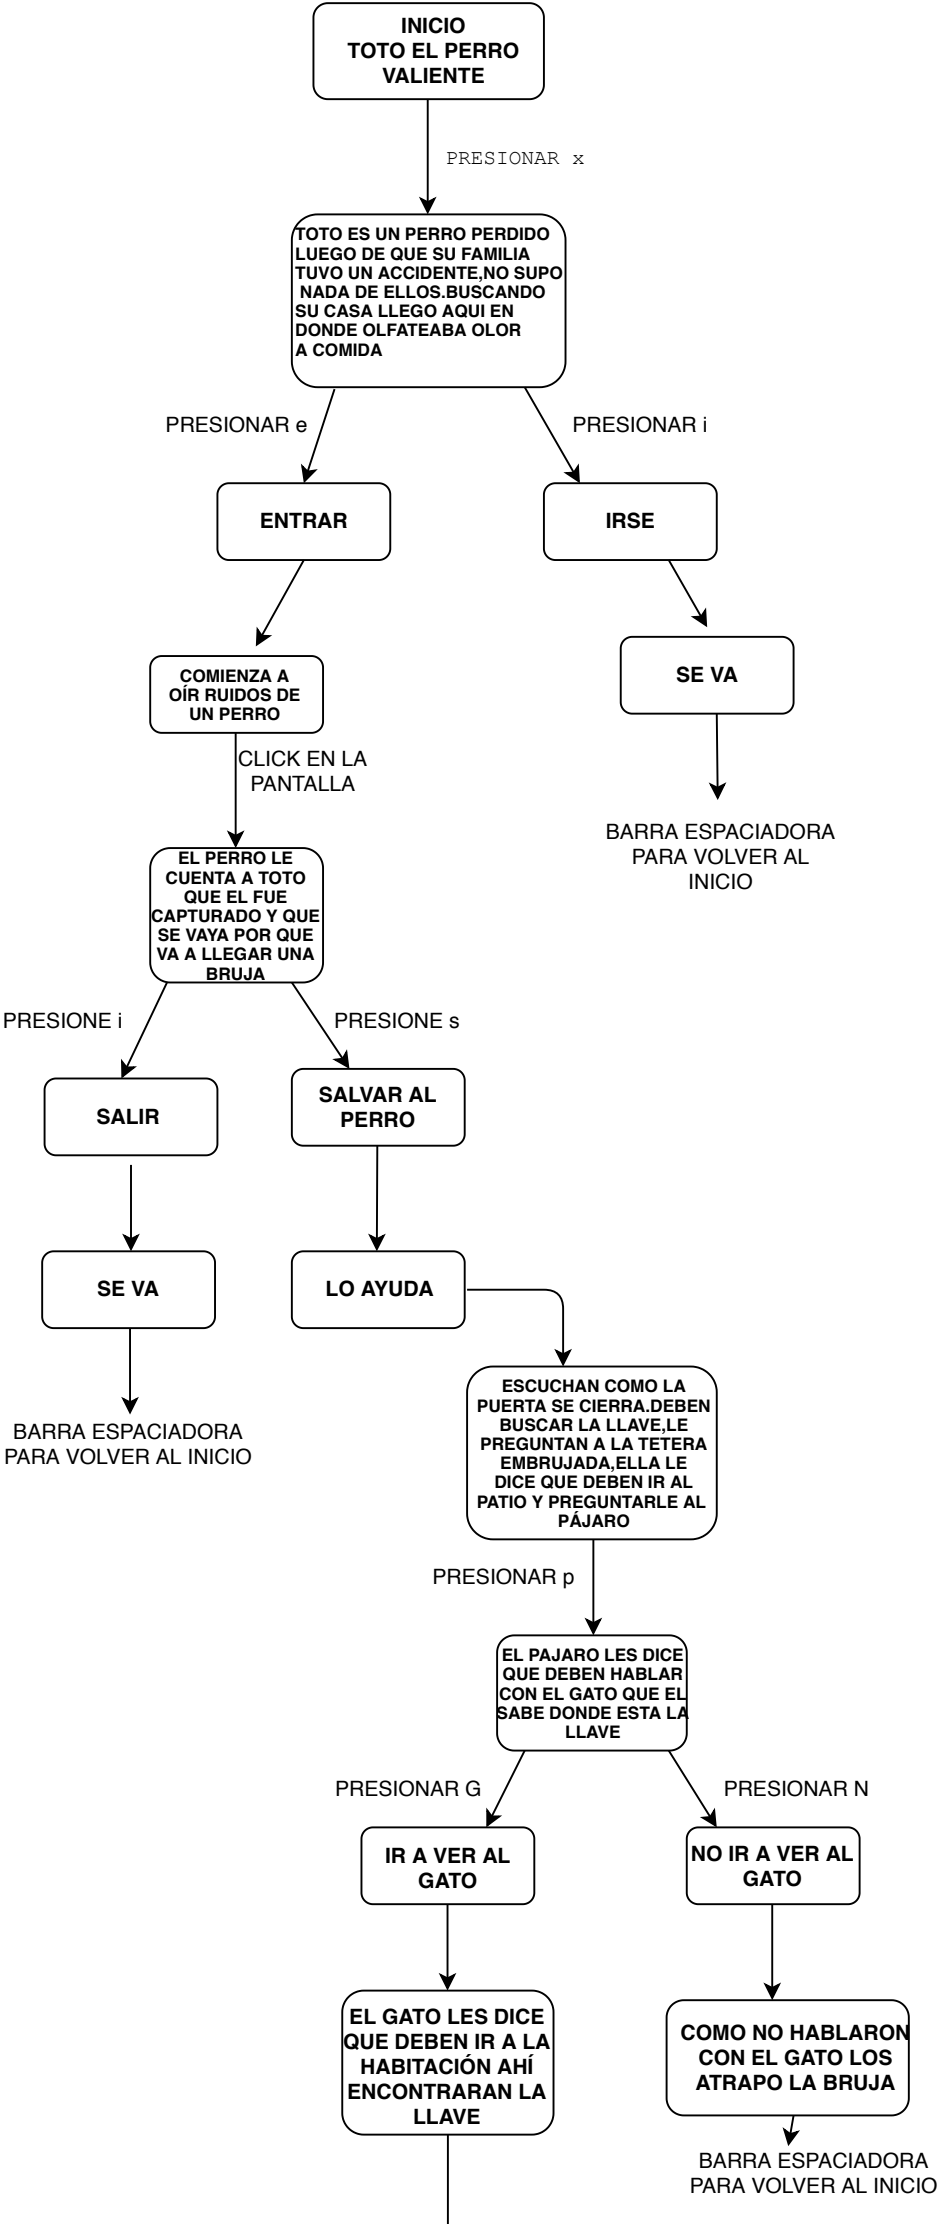 INICIO
TOTO EL PERRO
VALIENTE
PRESIONAR x
TOTO ES UN PERRO PERDIDO
LUEGO DE QUE SU FAMILIA
TUVO UN ACCIDENTE,NO SUPO
NADA DE ELLOS.BUSCANDO
SU CASA LLEGO AQUI EN
DONDE OLFATEABA OLOR
A COMIDA
PRESIONAR e
PRESIONAR i
ENTRAR
IRSE
COMIENZA A
OÍR RUIDOS DE
UN PERRO
SE VA
CLICK EN LA
PANTALLA
BARRA ESPACIADORA
PARA VOLVER AL
INICIO
EL PERRO LE
CUENTA A TOTO
QUE EL FUE
CAPTURADO Y QUE
SE VAYA POR QUE
VA A LLEGAR UNA
BRUJA
PRESIONE i
PRESIONE s
SALIR
SALVAR AL
PERRO
SE VA
LO AYUDA
BARRA ESPACIADORA
PARA VOLVER AL INICIO
ESCUCHAN COMO LA
PUERTA SE CIERRA.DEBEN
BUSCAR LA LLAVE,LE
PREGUNTAN A LA TETERA
EMBRUJADA,ELLA LE
DICE QUE DEBEN IR AL
PATIO Y PREGUNTARLE AL
PÁJARO
PRESIONAR p
EL PAJARO LES DICE
QUE DEBEN HABLAR
CON EL GATO QUE EL
SABE DONDE ESTA LA
LLAVE
PRESIONAR G
PRESIONAR N
IR A VER AL
GATO
NO IR A VER AL
GATO
EL GATO LES DICE
QUE DEBEN IR A LA
HABITACIÓN AHÍ
ENCONTRARAN LA
LLAVE
COMO NO HABLARON
CON EL GATO LOS
ATRAPO LA BRUJA
BARRA ESPACIADORA
PARA VOLVER AL INICIO